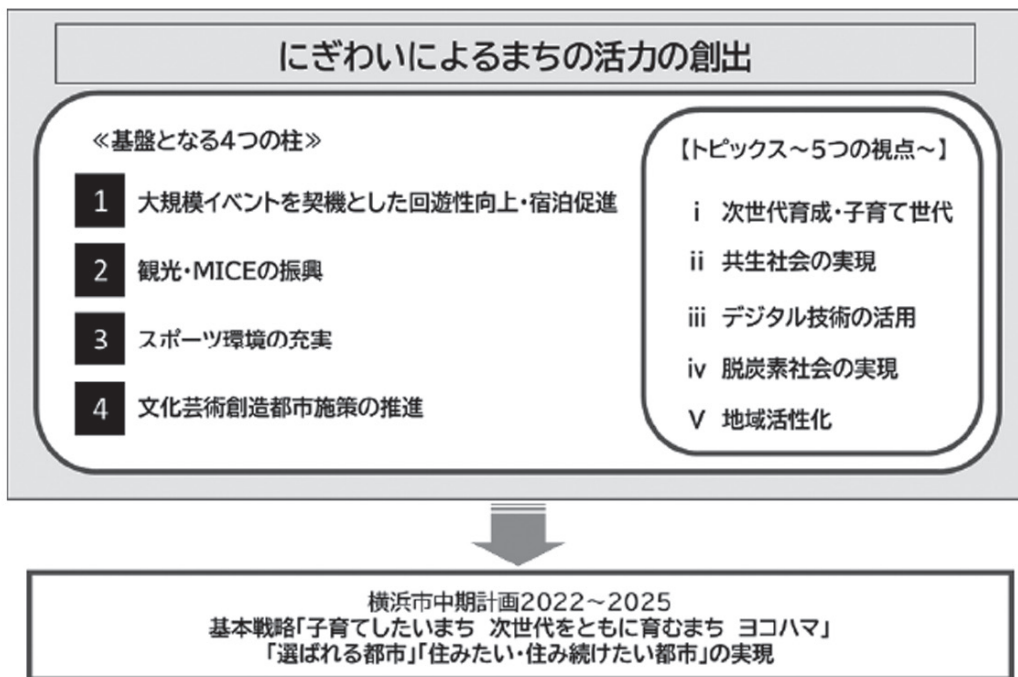 にぎわいによるまちの活力の創出
≪基盤となる4つの柱≫
1 大規模イベントを契機とした回遊性向上・宿泊促進
2 観光・MICEの振興
3 スポーツ環境の充実
4 文化芸術創造都市施策の推進
【トピックス～5つの視点～】
i 次世代育成・子育て世代
ii 共生社会の実現
iii デジタル技術の活用
iv 脱炭素社会の実現
V 地域活性化
横浜市中期計画2022～2025
基本戦略「子育てしたいまち 次世代をともに育むまち ヨコハマ」
「選ばれる都市」「住みたい・住み続けたい都市」の実現